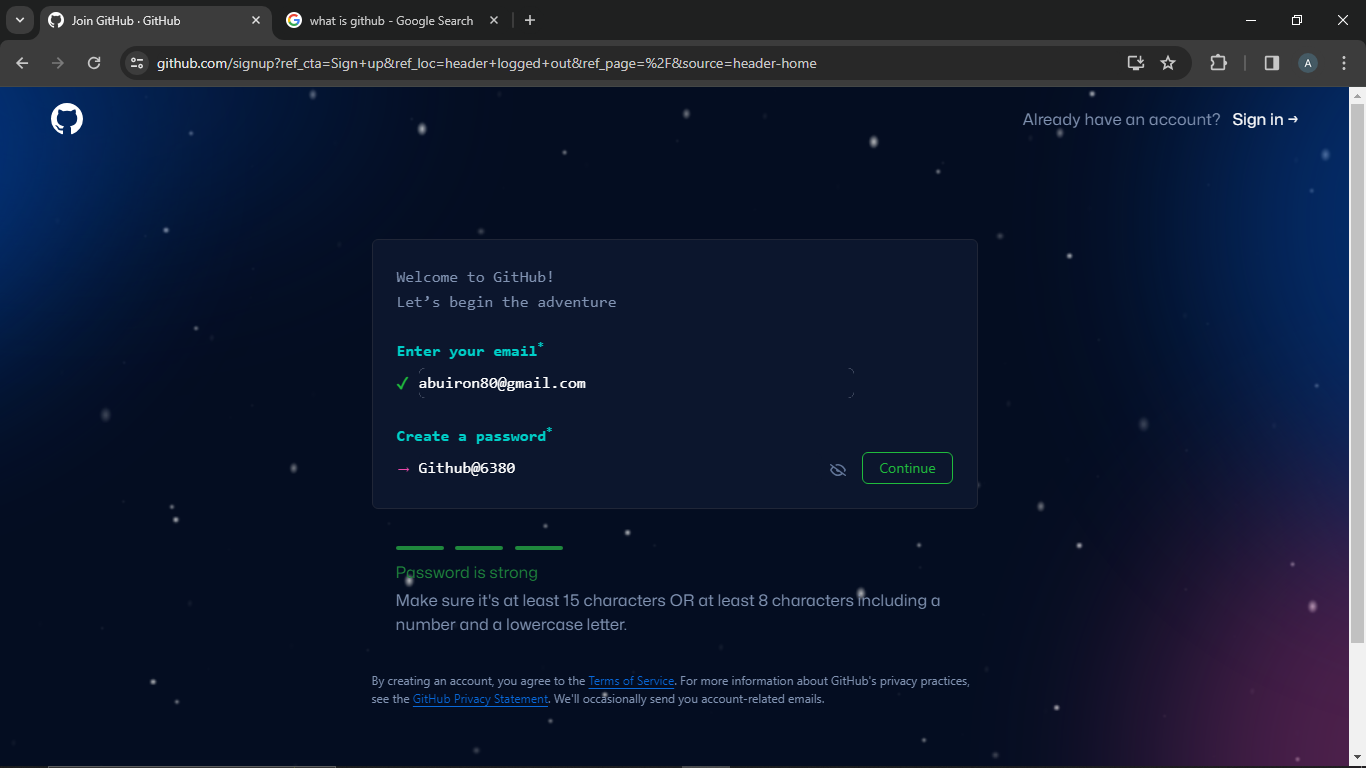 Join GitHub · GitHub
what is github - Google Search
github.com/signup?ref_cta=Sign+up&ref_loc=header+logged+out&ref_page=%2F&source=header-home
A
Already have an account? Sign in →
Welcome to GitHub!
Let’s begin the adventure
Enter your email*
✓ abuiron80@gmail.com
Create a password*
→ Github@6380
Continue
Password is strong
Make sure it's at least 15 characters OR at least 8 characters including a
number and a lowercase letter.
By creating an account, you agree to the Terms of Service. For more information about GitHub's privacy practices,
see the GitHub Privacy Statement. We'll occasionally send you account-related emails.